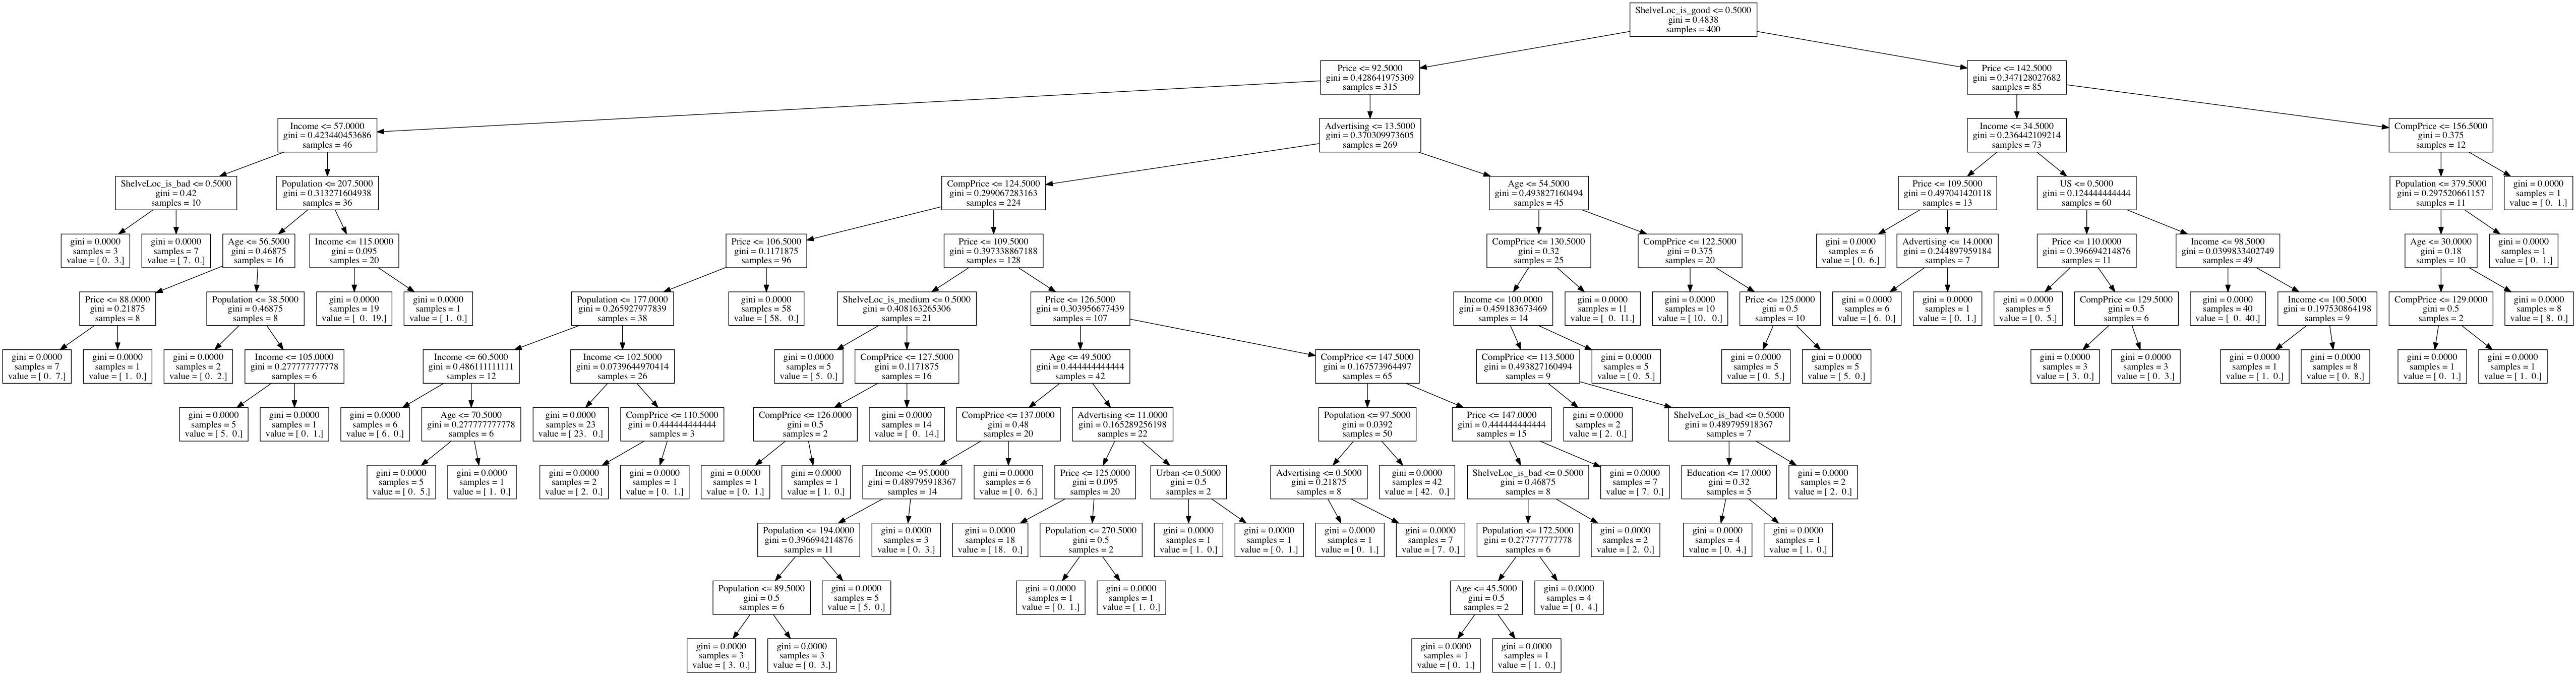 ShelveLoc_is_good <= 0.5000
gini = 0.4838
samples = 400
Price <= 92.5000
gini = 0.428641975309
samples = 315
Price <= 142.5000
gini = 0.347128027682
samples = 85
Income <= 57.0000
gini = 0.423440453686
samples = 46
Advertising <= 13.5000
gini = 0.370309973605
samples = 269
Income <= 34.5000
gini = 0.236442109214
samples = 73
CompPrice <= 156.5000
gini = 0.375
samples = 12
ShelveLoc_is_bad <= 0.5000
gini = 0.42
samples = 10
Population <= 207.5000
gini = 0.313271604938
samples = 36
CompPrice <= 124.5000
gini = 0.299067283163
samples = 224
Age <= 54.5000
gini = 0.493827160494
samples = 45
Price <= 109.5000
gini = 0.497041420118
samples = 13
US <= 0.5000
gini = 0.124444444444
samples = 60
Population <= 379.5000
gini = 0.297520661157
samples = 11
gini = 0.0000
samples = 1
value = [ 0. 1.]
gini = 0.0000
samples = 3
value = [ 0. 3.]
gini = 0.0000
samples = 7
value = [ 7. 0.]
Age <= 56.5000
gini = 0.46875
samples = 16
Income <= 115.0000
gini = 0.095
samples = 20
Price <= 106.5000
gini = 0.1171875
samples = 96
Price <= 109.5000
gini = 0.397338867188
samples = 128
CompPrice <= 130.5000
gini = 0.32
samples = 25
CompPrice <= 122.5000
gini = 0.375
samples = 20
gini = 0.0000
samples = 6
value = [ 0. 6.]
Advertising <= 14.0000
gini = 0.244897959184
samples = 7
Price <= 110.0000
gini = 0.396694214876
samples = 11
Income <= 98.5000
gini = 0.0399833402749
samples = 49
Age <= 30.0000
gini = 0.18
samples = 10
gini = 0.0000
samples = 1
value = [ 0. 1.]
Price <= 88.0000
gini = 0.21875
samples = 8
Population <= 38.5000
gini = 0.46875
samples = 8
gini = 0.0000
samples = 19
value = [ 0. 19.]
gini = 0.0000
samples = 1
value = [ 1. 0.]
Population <= 177.0000
gini = 0.265927977839
samples = 38
gini = 0.0000
samples = 58
value = [ 58. 0.]
ShelveLoc_is_medium <= 0.5000
gini = 0.408163265306
samples = 21
Price <= 126.5000
gini = 0.303956677439
samples = 107
Income <= 100.0000
gini = 0.459183673469
samples = 14
gini = 0.0000
samples = 11
value = [ 0. 11.]
gini = 0.0000
samples = 10
value = [ 10. 0.]
Price <= 125.0000
gini = 0.5
samples = 10
gini = 0.0000
samples = 6
value = [ 6. 0.]
gini = 0.0000
samples = 1
value = [ 0. 1.]
gini = 0.0000
samples = 5
value = [ 0. 5.]
CompPrice <= 129.5000
gini = 0.5
samples = 6
gini = 0.0000
samples = 40
value = [ 0. 40.]
Income <= 100.5000
gini = 0.197530864198
samples = 9
CompPrice <= 129.0000
gini = 0.5
samples = 2
gini = 0.0000
samples = 8
value = [ 8. 0.]
gini = 0.0000
samples = 7
value = [ 0. 7.]
gini = 0.0000
samples = 1
value = [ 1. 0.]
gini = 0.0000
samples = 2
value = [ 0. 2.]
Income <= 105.0000
gini = 0.277777777778
samples = 6
Income <= 60.5000
gini = 0.486111111111
samples = 12
Income <= 102.5000
gini = 0.0739644970414
samples = 26
gini = 0.0000
samples = 5
value = [ 5. 0.]
CompPrice <= 127.5000
gini = 0.1171875
samples = 16
Age <= 49.5000
gini = 0.444444444444
samples = 42
CompPrice <= 147.5000
gini = 0.167573964497
samples = 65
CompPrice <= 113.5000
gini = 0.493827160494
samples = 9
gini = 0.0000
samples = 5
value = [ 0. 5.]
gini = 0.0000
samples = 5
value = [ 0. 5.]
gini = 0.0000
samples = 5
value = [ 5. 0.]
gini = 0.0000
samples = 3
value = [ 3. 0.]
gini = 0.0000
samples = 3
value = [ 0. 3.]
gini = 0.0000
samples = 1
value = [ 1. 0.]
gini = 0.0000
samples = 8
value = [ 0. 8.]
gini = 0.0000
samples = 1
value = [ 0. 1.]
gini = 0.0000
samples = 1
value = [ 1. 0.]
gini = 0.0000
samples = 5
value = [ 5. 0.]
gini = 0.0000
samples = 1
value = [ 0. 1.]
gini = 0.0000
samples = 6
value = [ 6. 0.]
Age <= 70.5000
gini = 0.277777777778
samples = 6
gini = 0.0000
samples = 23
value = [ 23. 0.]
CompPrice <= 110.5000
gini = 0.444444444444
samples = 3
CompPrice <= 126.0000
gini = 0.5
samples = 2
gini = 0.0000
samples = 14
value = [ 0. 14.]
CompPrice <= 137.0000
gini = 0.48
samples = 20
Advertising <= 11.0000
gini = 0.165289256198
samples = 22
Population <= 97.5000
gini = 0.0392
samples = 50
Price <= 147.0000
gini = 0.444444444444
samples = 15
gini = 0.0000
samples = 2
value = [ 2. 0.]
ShelveLoc_is_bad <= 0.5000
gini = 0.489795918367
samples = 7
gini = 0.0000
samples = 5
value = [ 0. 5.]
gini = 0.0000
samples = 1
value = [ 1. 0.]
gini = 0.0000
samples = 2
value = [ 2. 0.]
gini = 0.0000
samples = 1
value = [ 0. 1.]
gini = 0.0000
samples = 1
value = [ 0. 1.]
gini = 0.0000
samples = 1
value = [ 1. 0.]
Income <= 95.0000
gini = 0.489795918367
samples = 14
gini = 0.0000
samples = 6
value = [ 0. 6.]
Price <= 125.0000
gini = 0.095
samples = 20
Urban <= 0.5000
gini = 0.5
samples = 2
Advertising <= 0.5000
gini = 0.21875
samples = 8
gini = 0.0000
samples = 42
value = [ 42. 0.]
ShelveLoc_is_bad <= 0.5000
gini = 0.46875
samples = 8
gini = 0.0000
samples = 7
value = [ 7. 0.]
Education <= 17.0000
gini = 0.32
samples = 5
gini = 0.0000
samples = 2
value = [ 2. 0.]
Population <= 194.0000
gini = 0.396694214876
samples = 11
gini = 0.0000
samples = 3
value = [ 0. 3.]
gini = 0.0000
samples = 18
value = [ 18. 0.]
Population <= 270.5000
gini = 0.5
samples = 2
gini = 0.0000
samples = 1
value = [ 1. 0.]
gini = 0.0000
samples = 1
value = [ 0. 1.]
gini = 0.0000
samples = 1
value = [ 0. 1.]
gini = 0.0000
samples = 7
value = [ 7. 0.]
Population <= 172.5000
gini = 0.277777777778
samples = 6
gini = 0.0000
samples = 2
value = [ 2. 0.]
gini = 0.0000
samples = 4
value = [ 0. 4.]
gini = 0.0000
samples = 1
value = [ 1. 0.]
Population <= 89.5000
gini = 0.5
samples = 6
gini = 0.0000
samples = 5
value = [ 5. 0.]
gini = 0.0000
samples = 1
value = [ 0. 1.]
gini = 0.0000
samples = 1
value = [ 1. 0.]
Age <= 45.5000
gini = 0.5
samples = 2
gini = 0.0000
samples = 4
value = [ 0. 4.]
gini = 0.0000
samples = 3
value = [ 3. 0.]
gini = 0.0000
samples = 3
value = [ 0. 3.]
gini = 0.0000
samples = 1
value = [ 0. 1.]
gini = 0.0000
samples = 1
value = [ 1. 0.]